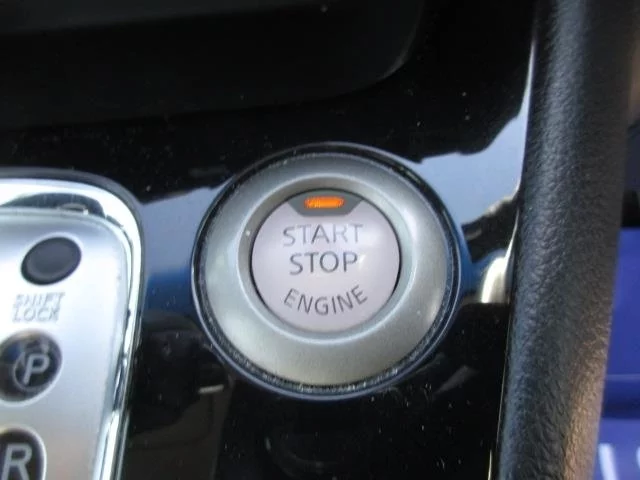 START
STOP
ENGINE
SHIFT
LOCK
P
R